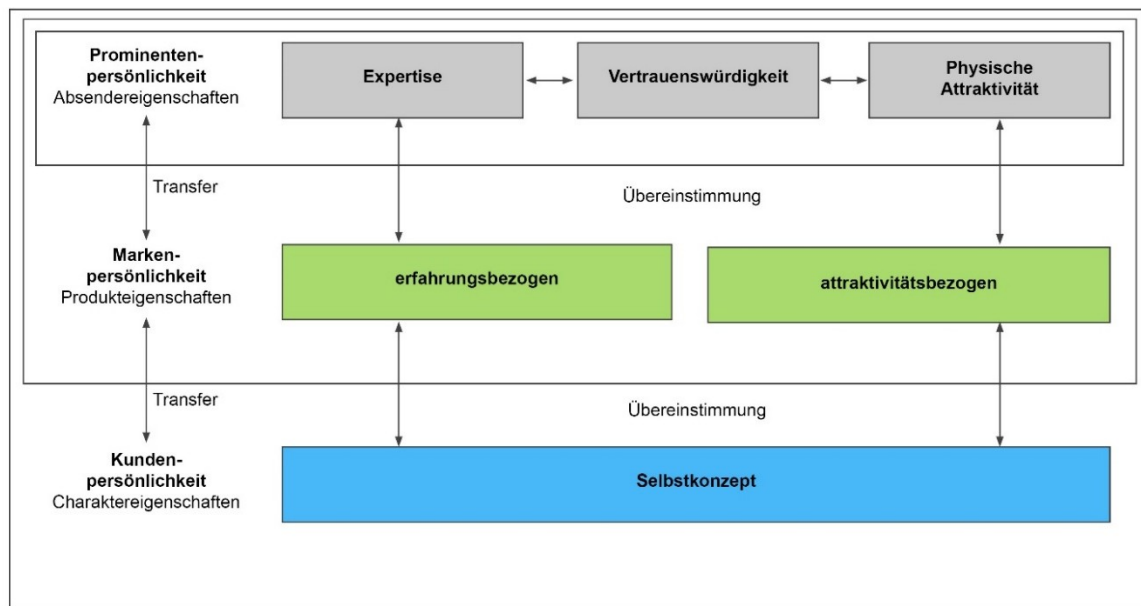 Prominenten-
persönlichkeit
Absendereigenschaften
Expertise
Vertrauenswürdigkeit
Physische
Attraktivität
Transfer
Übereinstimmung
Marken-
persönlichkeit
Produkteigenschaften
erfahrungsbezogen
attraktivitätsbezogen
Transfer
Übereinstimmung
Kunden-
persönlichkeit
Charaktereigenschaften
Selbstkonzept